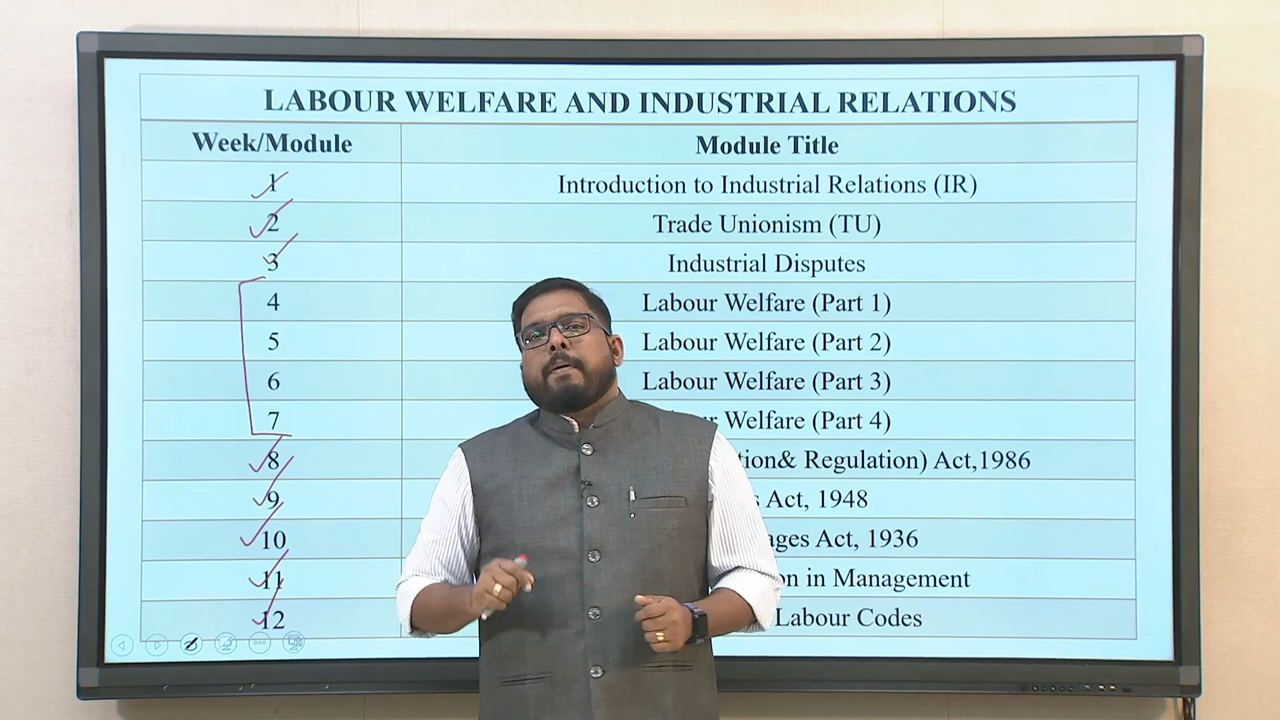 LABOUR WELFARE AND INDUSTRIAL RELATIONS
Week/Module Module Title
1 Introduction to Industrial Relations (IR)
2 Trade Unionism (TU)
3 Industrial Disputes
4 Labour Welfare (Part 1)
5 Labour Welfare (Part 2)
6 Labour Welfare (Part 3)
7 Welfare (Part 4)
8 & Regulation) Act,1986
9 Act, 1948
10 Act, 1936
11 in Management
12 Labour Codes